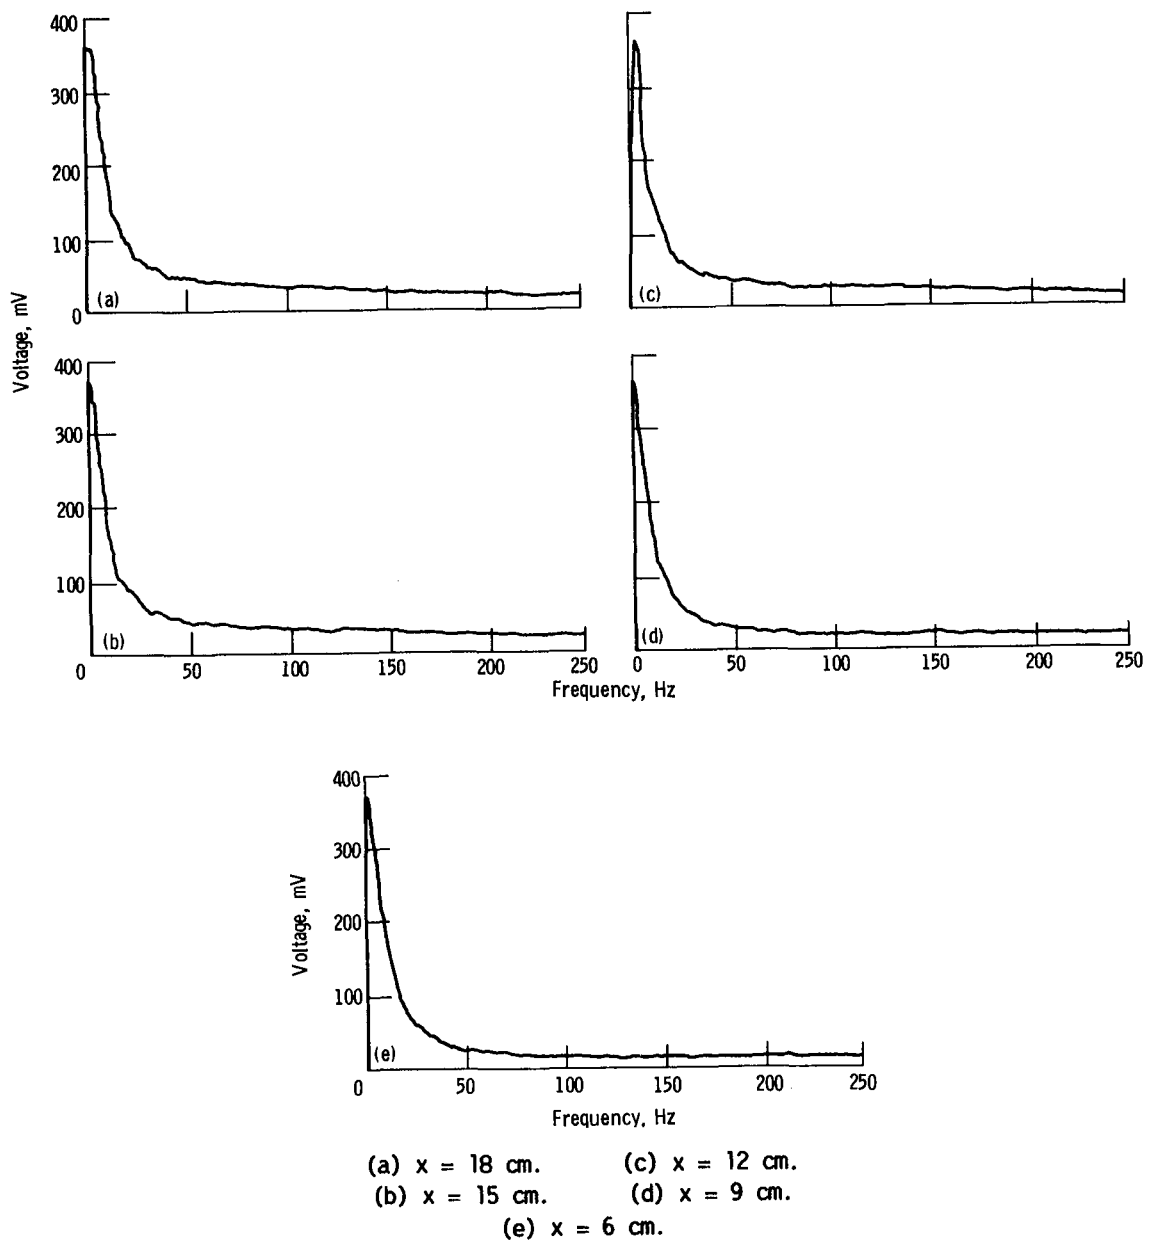 400
300
200
100
0
(a)
(c)
Voltage, mV
400
300
200
100
(b)
(d)
0 50 100 150 200 250
0 50 100 150 200 250
Frequency, Hz
400
300
200
100
Voltage, mV
(e)
0 50 100 150 200 250
Frequency, Hz
(a) x = 18 cm. (c) x = 12 cm.
(b) x = 15 cm. (d) x = 9 cm.
(e) x = 6 cm.